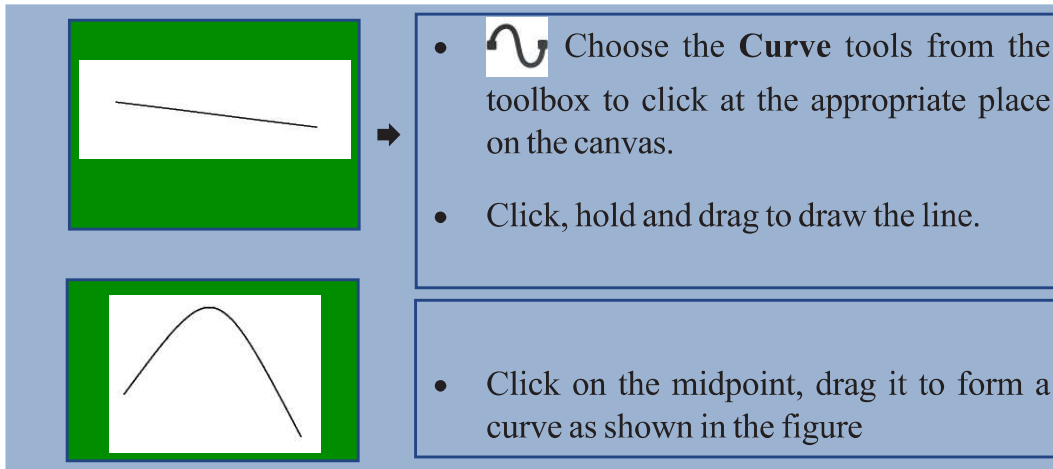 • Choose the Curve tools from the
toolbox to click at the appropriate place
on the canvas.
• Click, hold and drag to draw the line.
• Click on the midpoint, drag it to form a
curve as shown in the figure